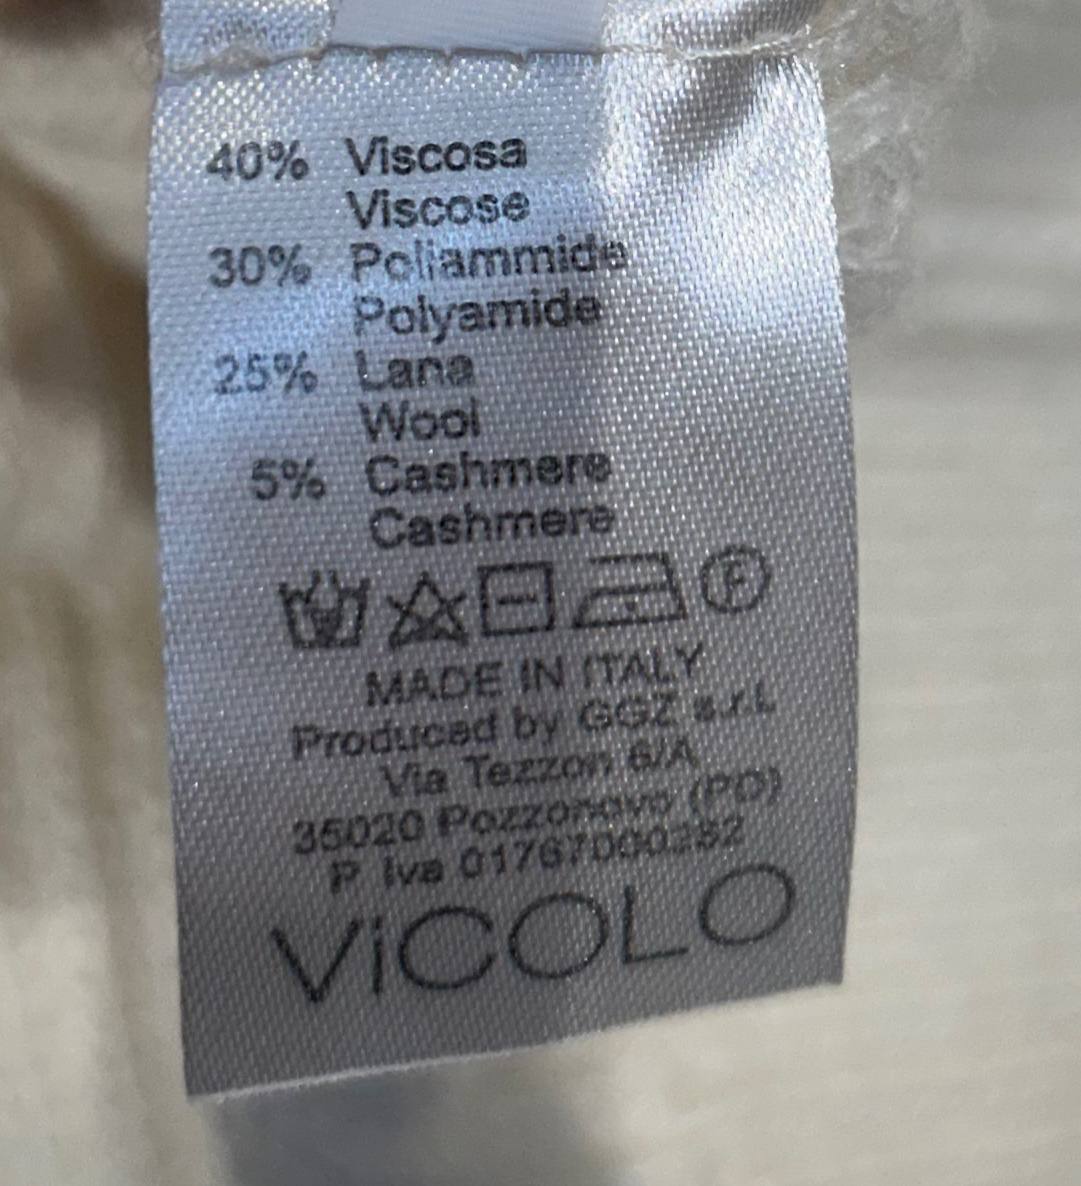 40% Viscosa
Viscose
30% Poliammide
Polyamide
25% Lana
Wool
5% Cashmere
Cashmere
F
MADE IN ITALY
Produced by GGZ s.r.l.
Via Tezzon 6/A
35020 Pozzonovo (PD)
P Iva 01767000282
ViCOLO